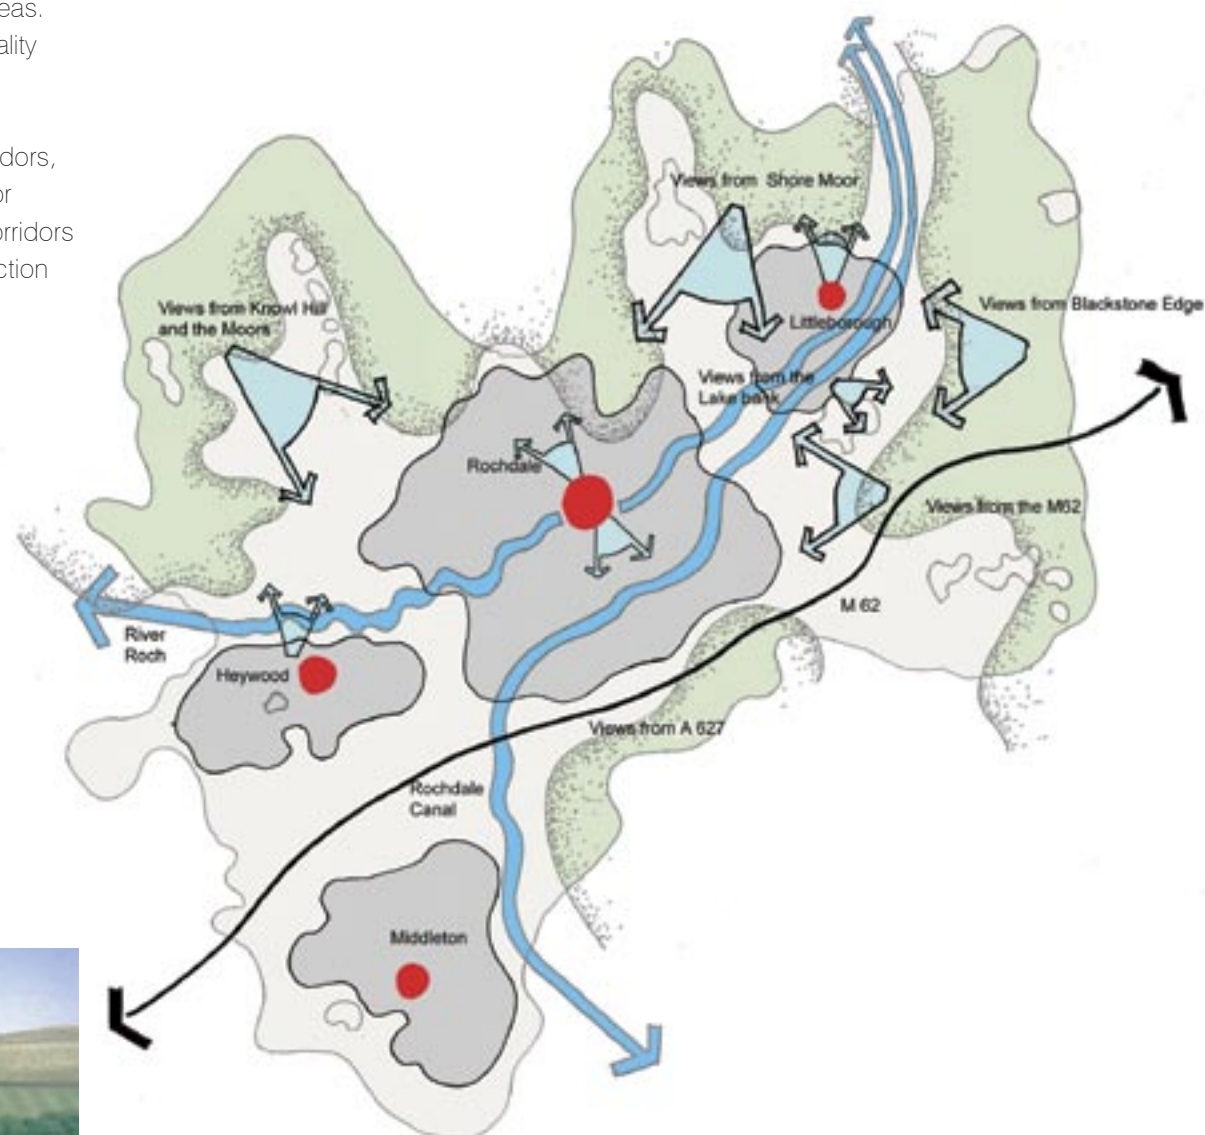 eas.
ality
dors,
or
orridors
ction
Views from Shore Moor
Views from Knowl Hill
and the Moors
Views from Blackstone Edge
Littleborough
Views from the
Lake bank
Rochdale
Views from the M62
M 62
River
Roch
Heywood
Views from A 627
Rochdale
Canal
Middleton